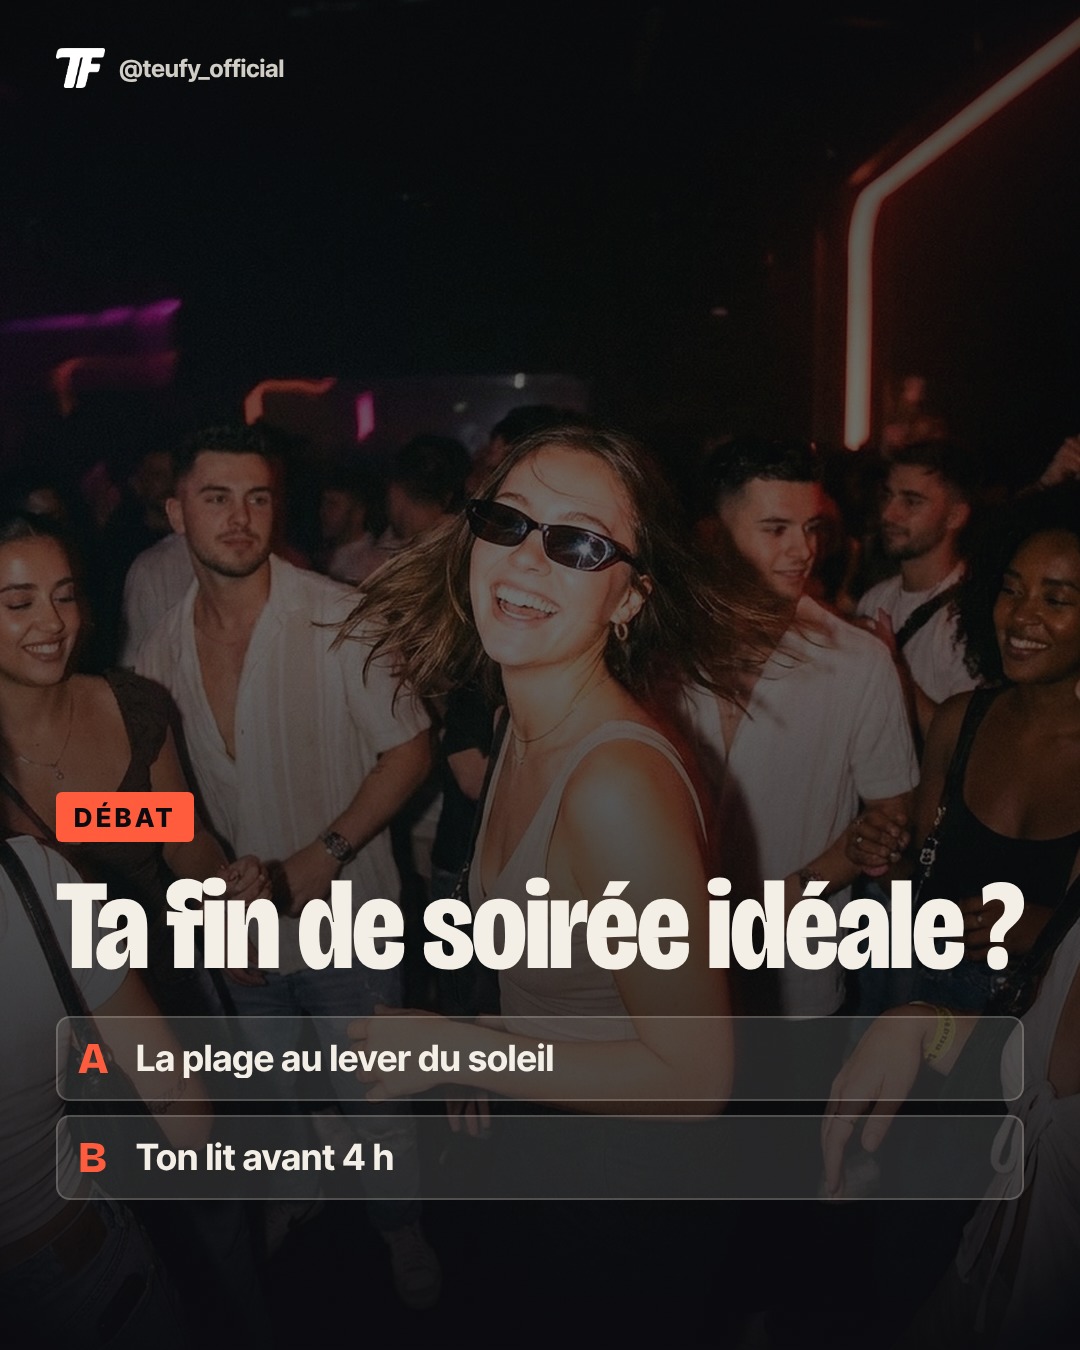 TF @teufy_official
DÉBAT
Ta fin de soirée idéale ?
A La plage au lever du soleil
B Ton lit avant 4 h